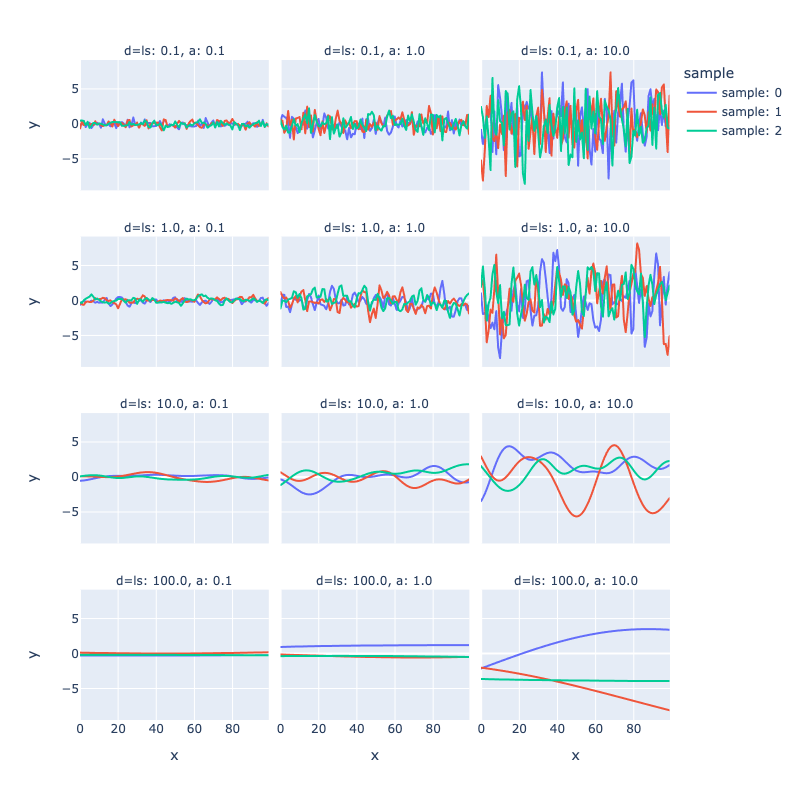 d=ls: 0.1, a: 0.1
d=ls: 0.1, a: 1.0
d=ls: 0.1, a: 10.0
sample
sample: 0
sample: 1
sample: 2
5
0
−5
y
d=ls: 1.0, a: 0.1
d=ls: 1.0, a: 1.0
d=ls: 1.0, a: 10.0
5
0
−5
y
d=ls: 10.0, a: 0.1
d=ls: 10.0, a: 1.0
d=ls: 10.0, a: 10.0
5
0
−5
y
d=ls: 100.0, a: 0.1
d=ls: 100.0, a: 1.0
d=ls: 100.0, a: 10.0
5
0
−5
y
0 20 40 60 80
0 20 40 60 80
0 20 40 60 80
x
x
x